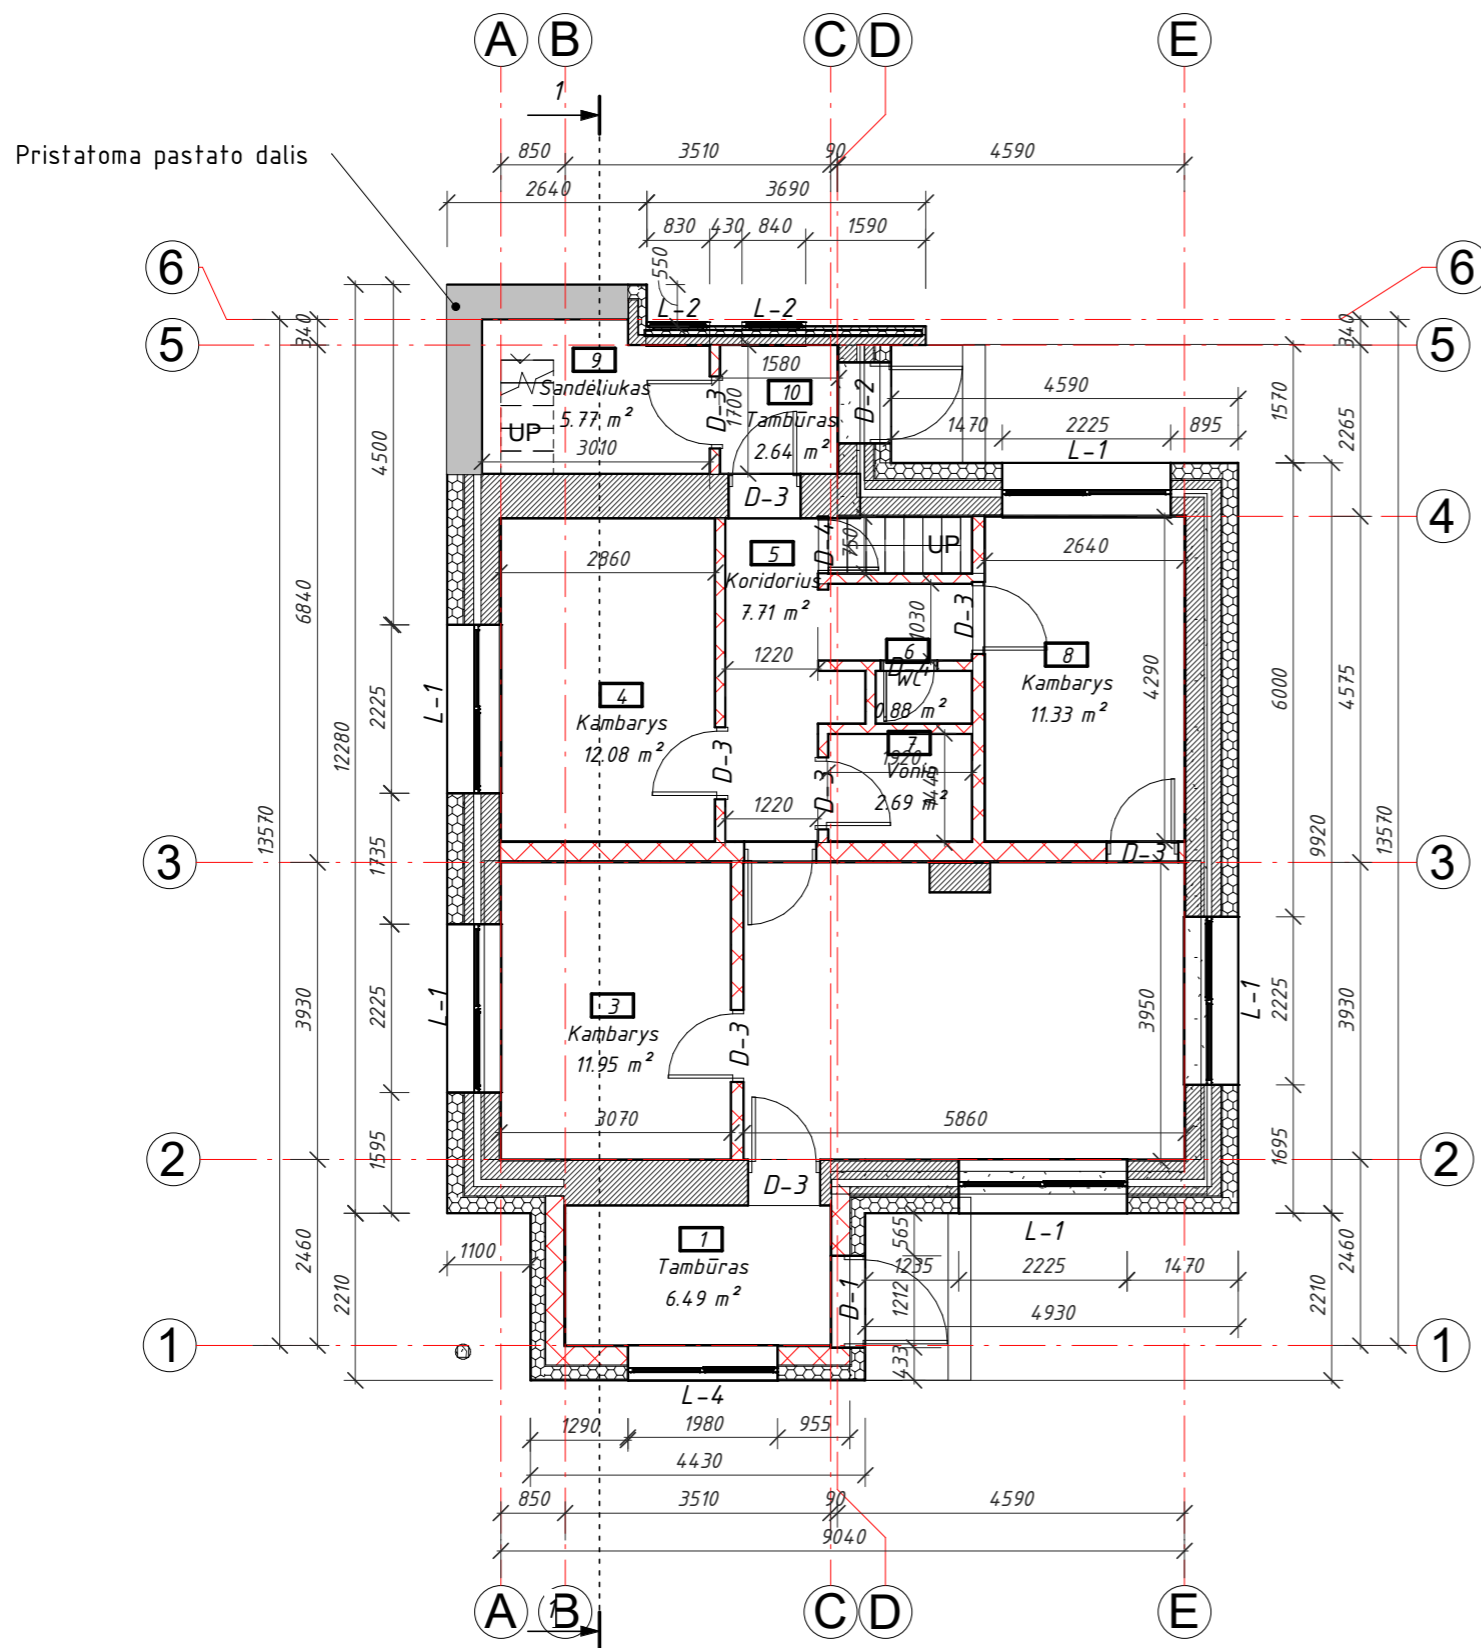 A B C D E
1
850 3510 90 4590
Pristatoma pastato dalis
2640 3690
830 430 840 1590
550
6 6
L-2 L-2
340 340
5 5
9
Sandėliukas
5.77 m²
UP
3010
D-3
1580
1700
10
Tambūras
2.64 m²
D-2
4590
1470 2225 895
L-1
1570
2265
4500
D-3
4
2860
5
Koridorius
7.71 m²
D-4
750
UP
2640
1030
D-3
6840
1220
6
D-4
WC
0.88 m²
8
Kambarys
11.33 m²
4290
6000
4575
L-1
2225
4
Kambarys
12.08 m²
D-3
7
1920
Vonia
2.69 m²
1445
D-3
1220
12280
13570
1735
9920
13570
3 3
D-3
L-1
2225
3930
3
Kambarys
11.95 m²
D-3
3950
L-1
2225
3930
1595
3070 5860
1695
2 2
D-3
1100
2460
2210
1
Tambūras
6.49 m²
D-1
565
1212
433
L-1
1235 2225 1470
4930
2460
2210
1 1
L-4
1290 1980 955
4430
850 3510 90 4590
9040
A B C D E
1